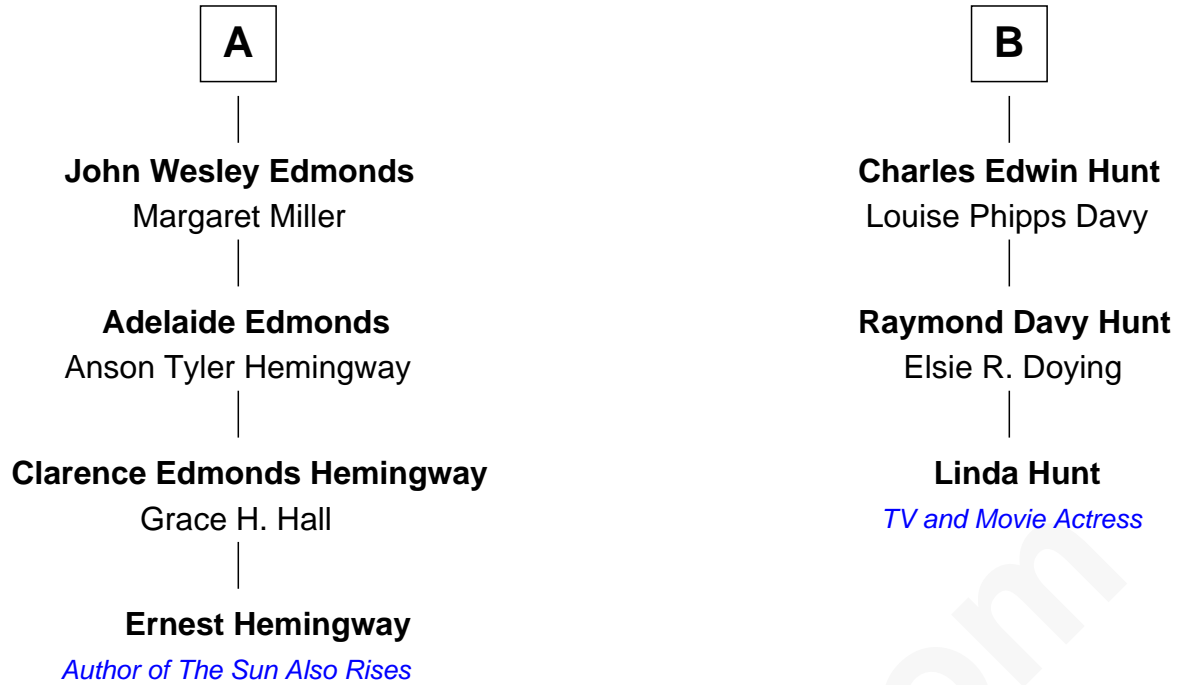 A
John Wesley Edmonds
Margaret Miller
Adelaide Edmonds
Anson Tyler Hemingway
Clarence Edmonds Hemingway
Grace H. Hall
Ernest Hemingway
Author of The Sun Also Rises
B
Charles Edwin Hunt
Louise Phipps Davy
Raymond Davy Hunt
Elsie R. Doying
Linda Hunt
TV and Movie Actress
om